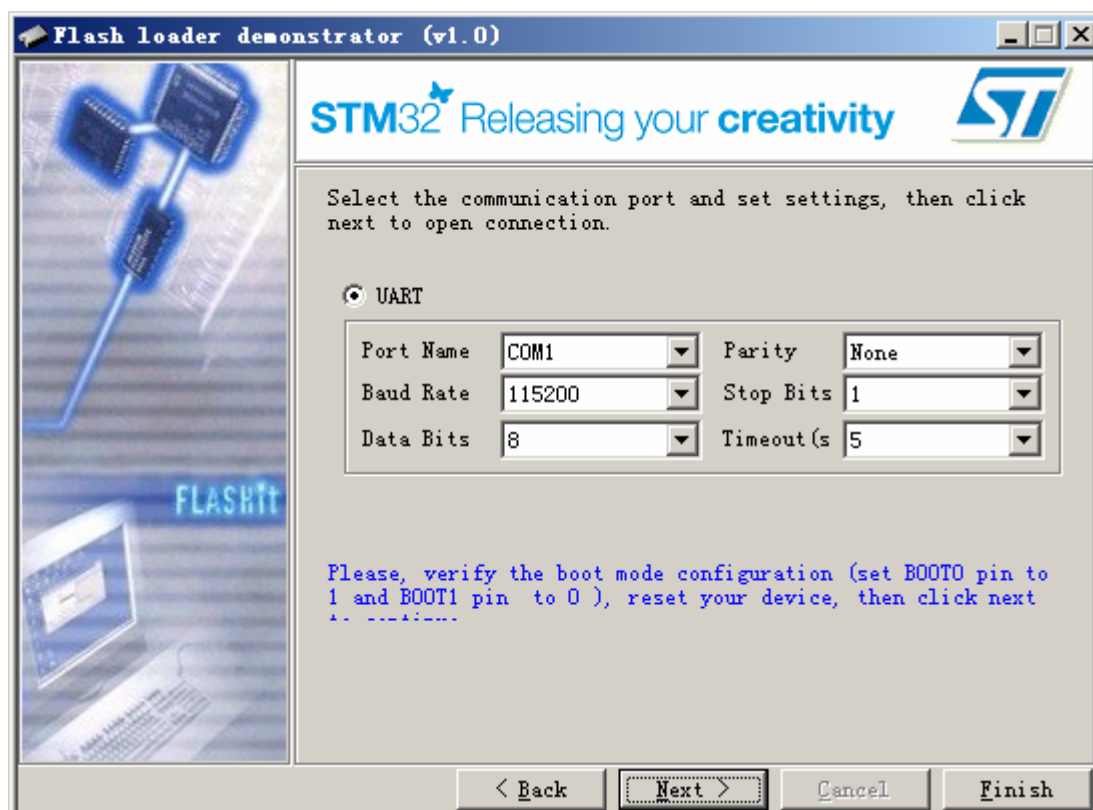 Flash loader demonstrator (v1.0)
STM32 Releasing your creativity
ST
Select the communication port and set settings, then click
next to open connection.
UART
Port Name COM1 Parity None
Baud Rate 115200 Stop Bits 1
Data Bits 8 Timeout(s 5
FLASHit
Please, verify the boot mode configuration (set BOOT0 pin to
1 and BOOT1 pin to 0 ), reset your device, then click next
< Back Next > Cancel Finish